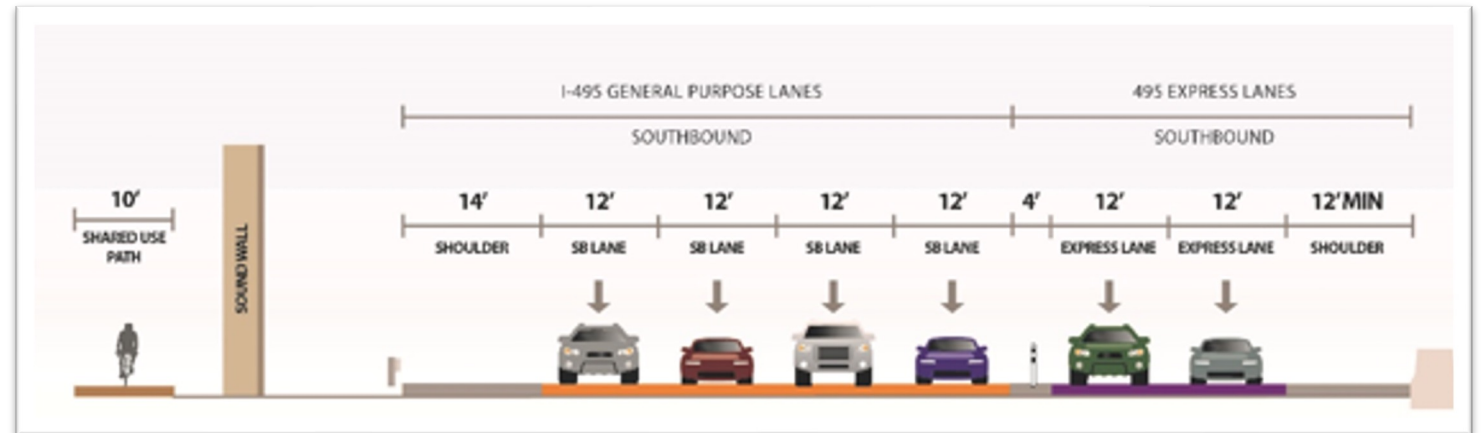 I-495 GENERAL PURPOSE LANES
495 EXPRESS LANES
SOUTHBOUND
SOUTHBOUND
10'
14'
12'
12'
12'
12'
4'
12'
12'
12'MIN
SHARED USE
PATH
SHOULDER
SB LANE
SB LANE
SB LANE
SB LANE
EXPRESS LANE
EXPRESS LANE
SHOULDER
SOUND WALL